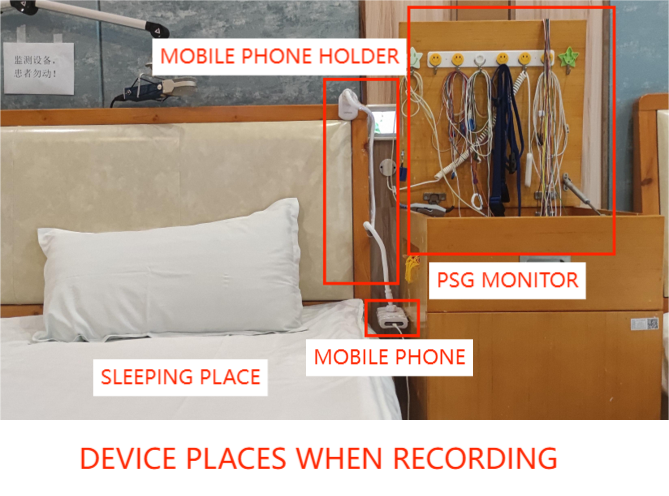 监测设备，
患者勿动！
MOBILE PHONE HOLDER
PSG MONITOR
MOBILE PHONE
SLEEPING PLACE
DEVICE PLACES WHEN RECORDING